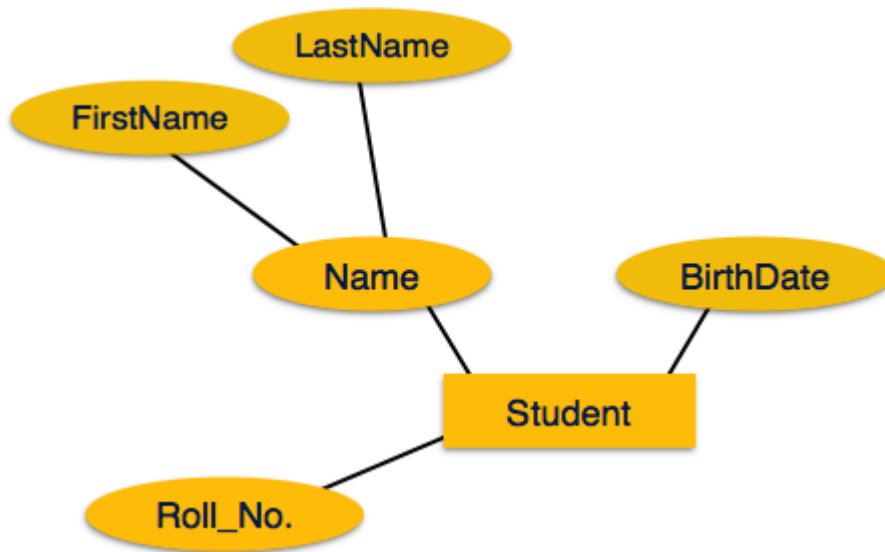 LastName
FirstName
Name
BirthDate
Student
Roll_No.